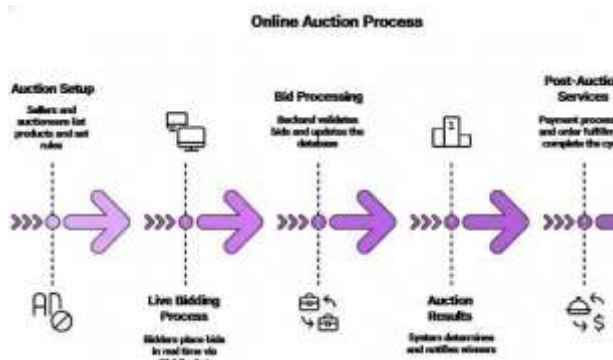 Online Auction Process
Auction Setup
Sellers and
auctioneers list
products and set
rules
Bid Processing
Backend validates
bids and updates the
database
Post-Auction
Services
Payment proces
and order fulfill
complete the cy
Live Bidding
Process
Bidders place bids
in real time via
Auction
Results
System determines
and notifies winners